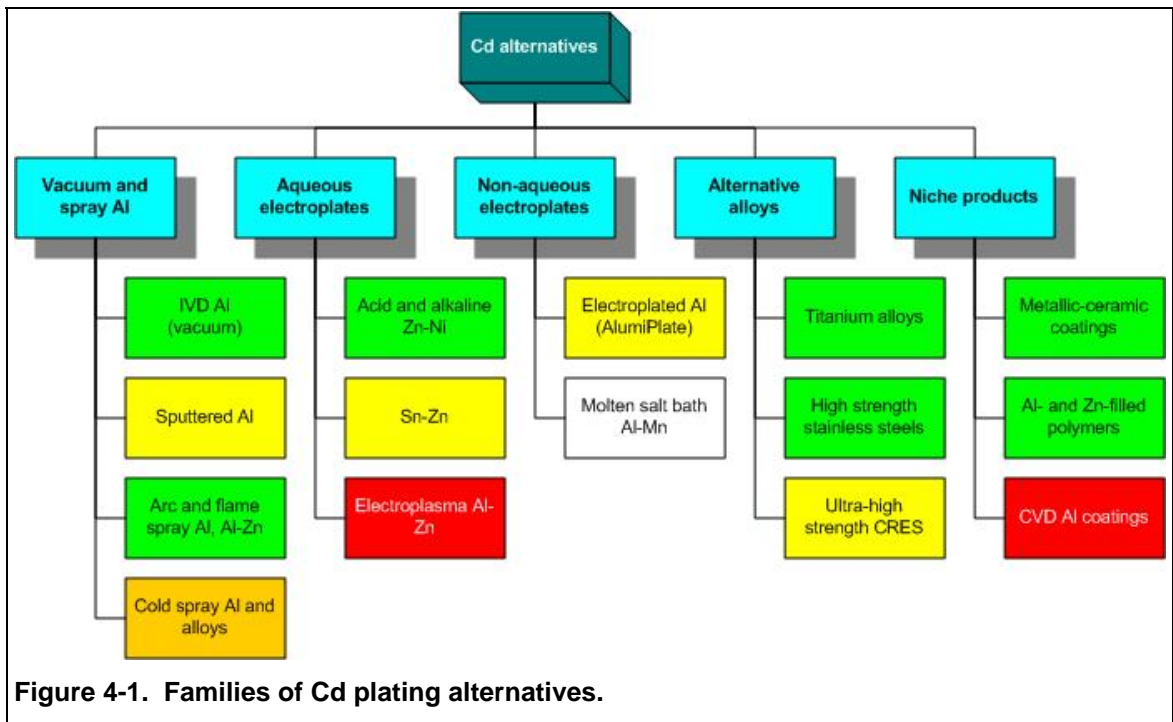 Cd alternatives
Vacuum and
spray Al
Aqueous
electroplates
Non-aqueous
electroplates
Alternative
alloys
Niche products
IVD Al
(vacuum)
Sputtered Al
Arc and flame
spray Al, Al-Zn
Cold spray Al and
alloys
Acid and alkaline
Zn-Ni
Sn-Zn
Electroplasma Al-
Zn
Electroplated Al
(AlumiPlate)
Molten salt bath
Al-Mn
Titanium alloys
High strength
stainless steels
Ultra-high
strength CRES
Metallic-ceramic
coatings
Al- and Zn-filled
polymers
CVD Al coatings
Figure 4-1. Families of Cd plating alternatives.